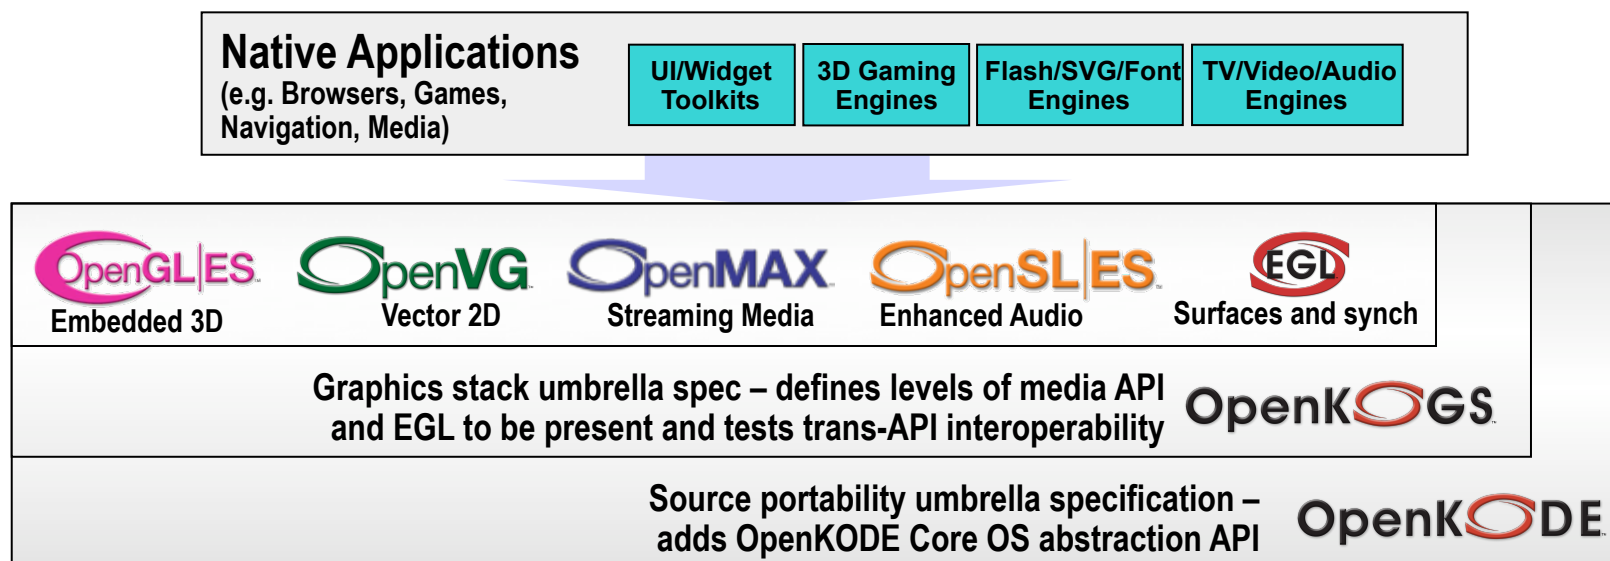 Native Applications
(e.g. Browsers, Games,
Navigation, Media)
UI/Widget
Toolkits
3D Gaming
Engines
Flash/SVG/Font
Engines
TV/Video/Audio
Engines
OpenGL|ES
Embedded 3D
OpenVG
Vector 2D
OpenMAX
Streaming Media
OpenSL|ES
Enhanced Audio
EGL
Surfaces and synch
Graphics stack umbrella spec – defines levels of media API
and EGL to be present and tests trans-API interoperability
OpenKOGS
Source portability umbrella specification –
adds OpenKODE Core OS abstraction API
OpenKODE